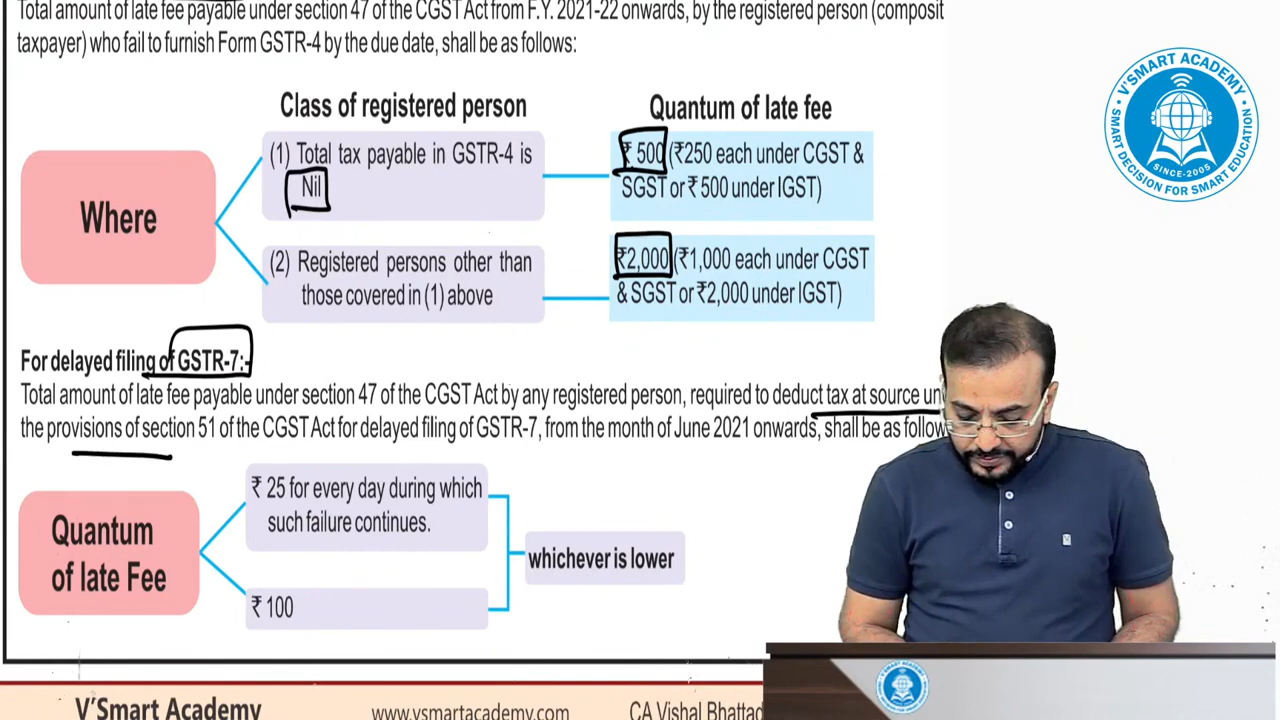 Total amount of late fee payable under section 47 of the CGST Act from F.Y. 2021-22 onwards, by the registered person (composit
taxpayer) who fail to furnish Form GSTR-4 by the due date, shall be as follows:
Class of registered person
Quantum of late fee
Where
(1) Total tax payable in GSTR-4 is
Nil
₹ 500 (₹250 each under CGST &
SGST or ₹ 500 under IGST)
(2) Registered persons other than
those covered in (1) above
₹2,000 (₹1,000 each under CGST
& SGST or ₹2,000 under IGST)
For delayed filing of GSTR-7:-
Total amount of late fee payable under section 47 of the CGST Act by any registered person, required to deduct tax at source un
the provisions of section 51 of the CGST Act for delayed filing of GSTR-7, from the month of June 2021 onwards, shall be as follow
Quantum
of late Fee
₹ 25 for every day during which
such failure continues.
₹ 100
whichever is lower
V'Smart Academy
www.vsmartacademy.com
CA Vishal Bhattad
V'SMART ACADEMY
SMART DECISION FOR SMART EDUCATION
SINCE-2005